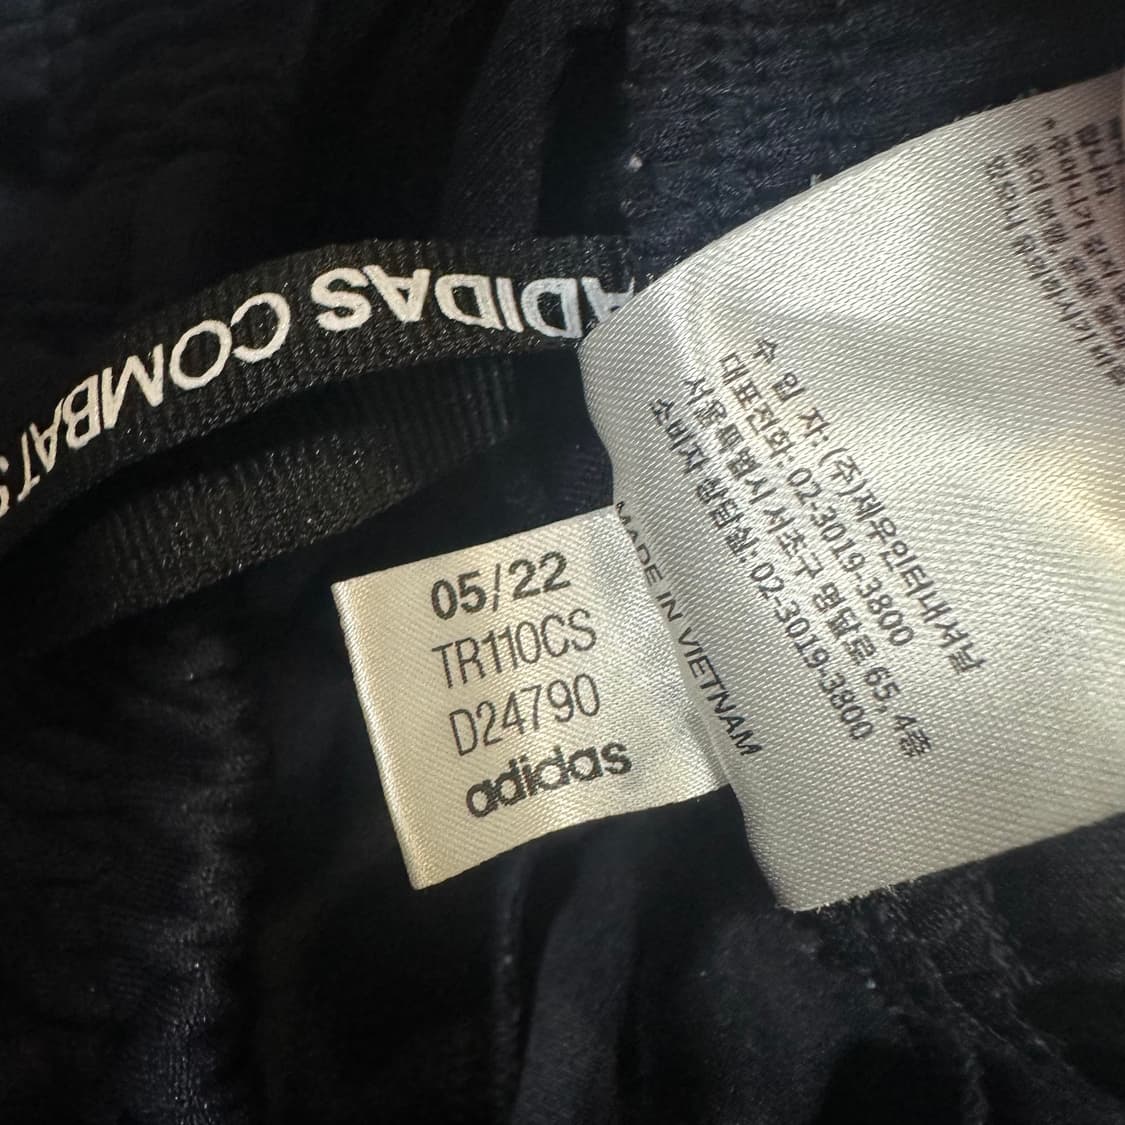 ADIDAS COMBAT S
05/22
TR110CS
D24790
adidas
MADE IN VIETNAM
수 입 자: (주)제우인터내셔날
대표전화: 02-3019-3800
서울특별시 서초구 명달로 65, 4층
소비자 상담실: 02-3019-3800